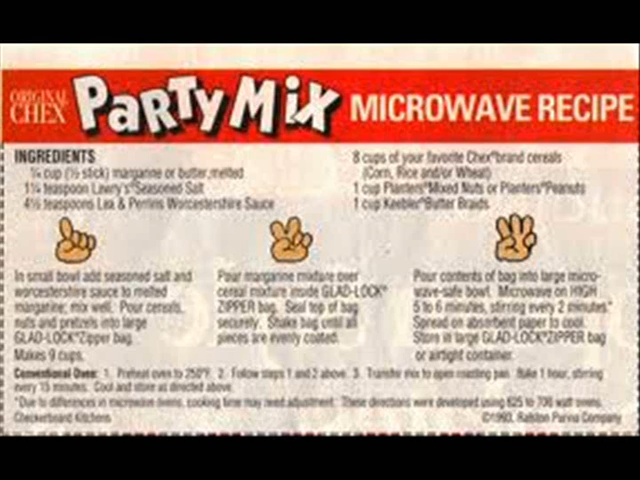 ORIGINAL CHEX PARTY MIX MICROWAVE RECIPE
INGREDIENTS
¼ cup (½ stick) margarine or butter, melted
1¼ teaspoon Lawry's® Seasoned Salt
4½ teaspoons Lea & Perrins Worcestershire Sauce
8 cups of your favorite Chex® brand cereals
(Corn, Rice and/or Wheat)
1 cup Planters® Mixed Nuts or Planters® Peanuts
1 cup Keebler® Butter Braids
In small bowl add seasoned salt and
worcestershire sauce to melted
margarine; mix well. Pour cereals,
nuts and pretzels into large
GLAD-LOCK® Zipper bag.
Makes 9 cups.
Pour margarine mixture over
cereal mixture inside GLAD-LOCK®
ZIPPER bag. Seal top of bag
securely. Shake bag until all
pieces are evenly coated.
Pour contents of bag into large micro-
wave-safe bowl. Microwave on HIGH
5 to 6 minutes, stirring every 2 minutes.*
Spread on absorbent paper to cool.
Store in large GLAD-LOCK® ZIPPER bag
or airtight container.
Conventional Oven: 1. Preheat oven to 250°F. 2. Follow steps 1 and 2 above. 3. Transfer mix to open roasting pan. Bake 1 hour, stirring
every 15 minutes. Cool and store as directed above.
*Due to differences in microwave ovens, cooking time may need adjustment. These directions were developed using 625 to 700 watt ovens.
Checkerboard Kitchens
©1993, Ralston Purina Company